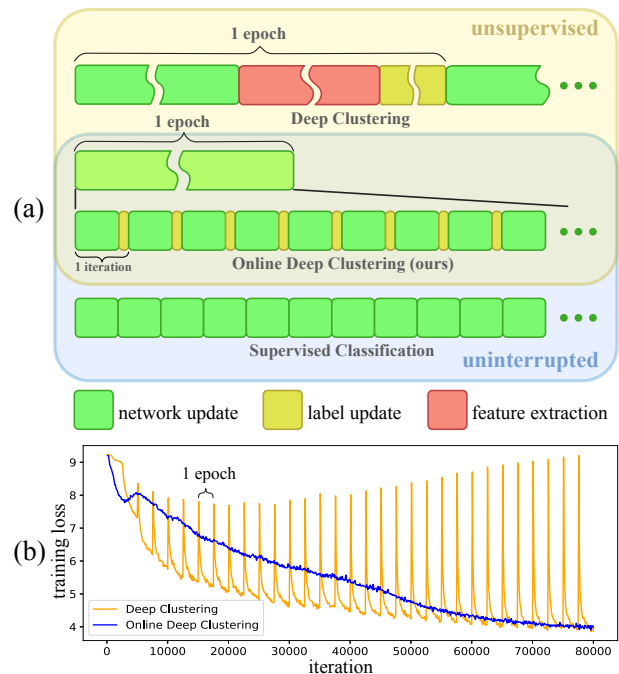 1 epoch
unsupervised
Deep Clustering
1 epoch
(a)
1 iteration
Online Deep Clustering (ours)
Supervised Classification
uninterrupted
network update
label update
feature extraction
(b)
training loss
9
8
7
6
5
4
1 epoch
Deep Clustering
Online Deep Clustering
0 10000 20000 30000 40000 50000 60000 70000 80000
iteration